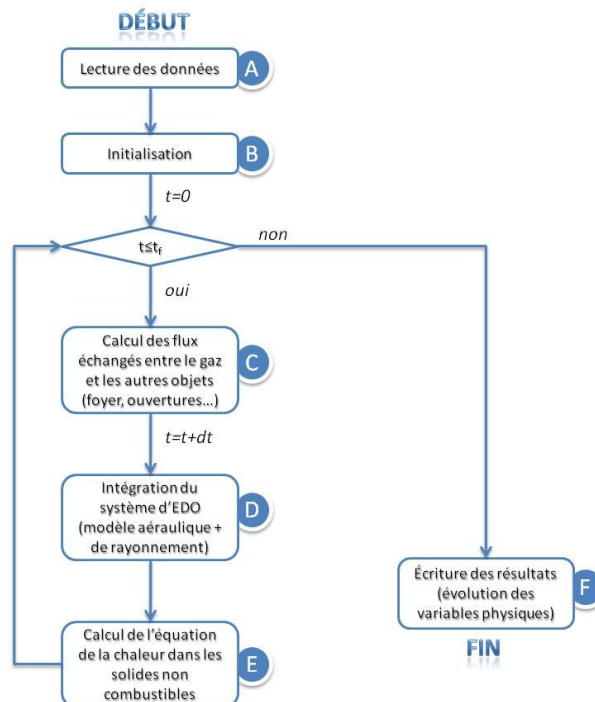 DÉBUT
Lecture des données
A
Initialisation
B
t=0
t≤tf
non
oui
Calcul des flux
échangés entre le gaz
et les autres objets
(foyer, ouvertures...)
C
t=t+dt
Intégration du
système d'EDO
(modèle aéraulique +
de rayonnement)
D
Calcul de l'équation
de la chaleur dans les
solides non
combustibles
E
Écriture des résultats
(évolution des
variables physiques)
F
FIN